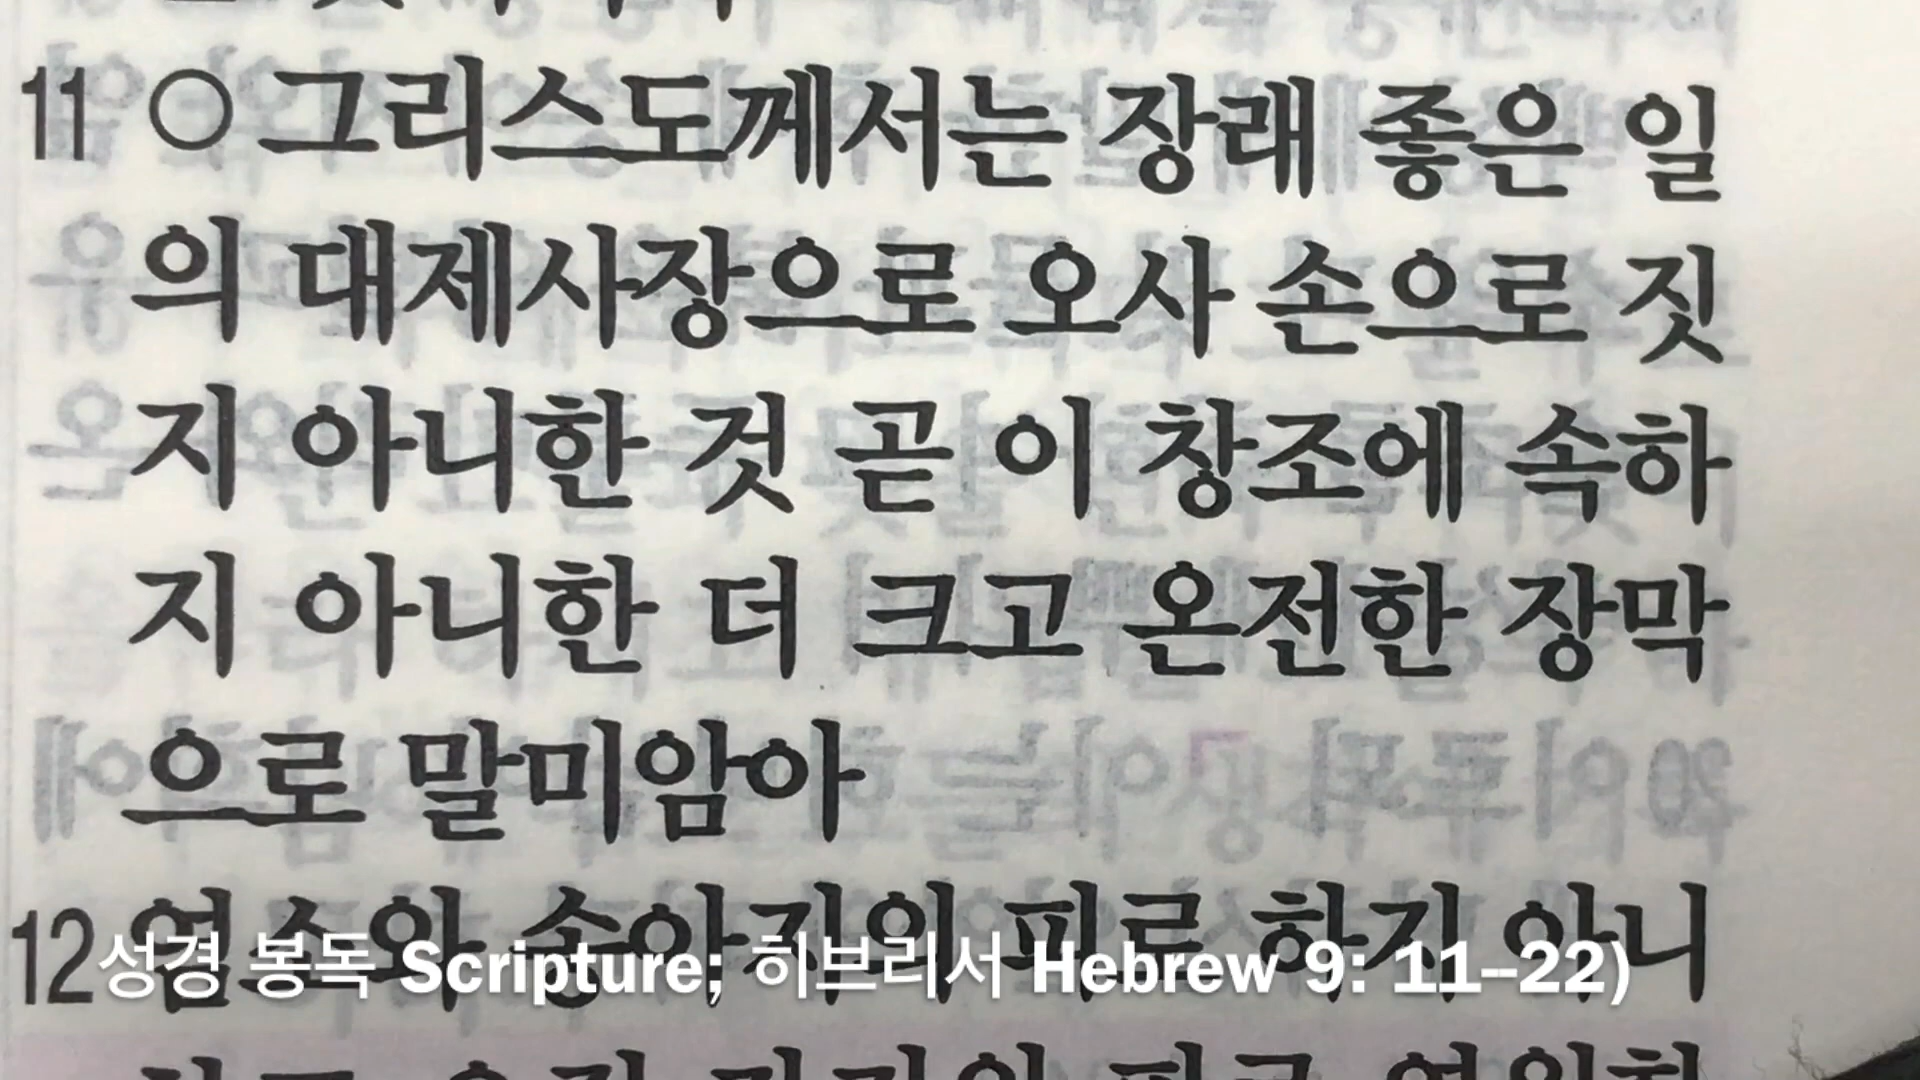 11 ○ 그리스도께서는 장래 좋은 일
의 대제사장으로 오사 손으로 짓
지 아니한 것 곧 이 창조에 속하
지 아니한 더 크고 온전한 장막
으로 말미암아
12 염소와 송아지의 피로 하지 아니
성경 봉독 Scripture; 히브리서 Hebrew 9: 11-22)